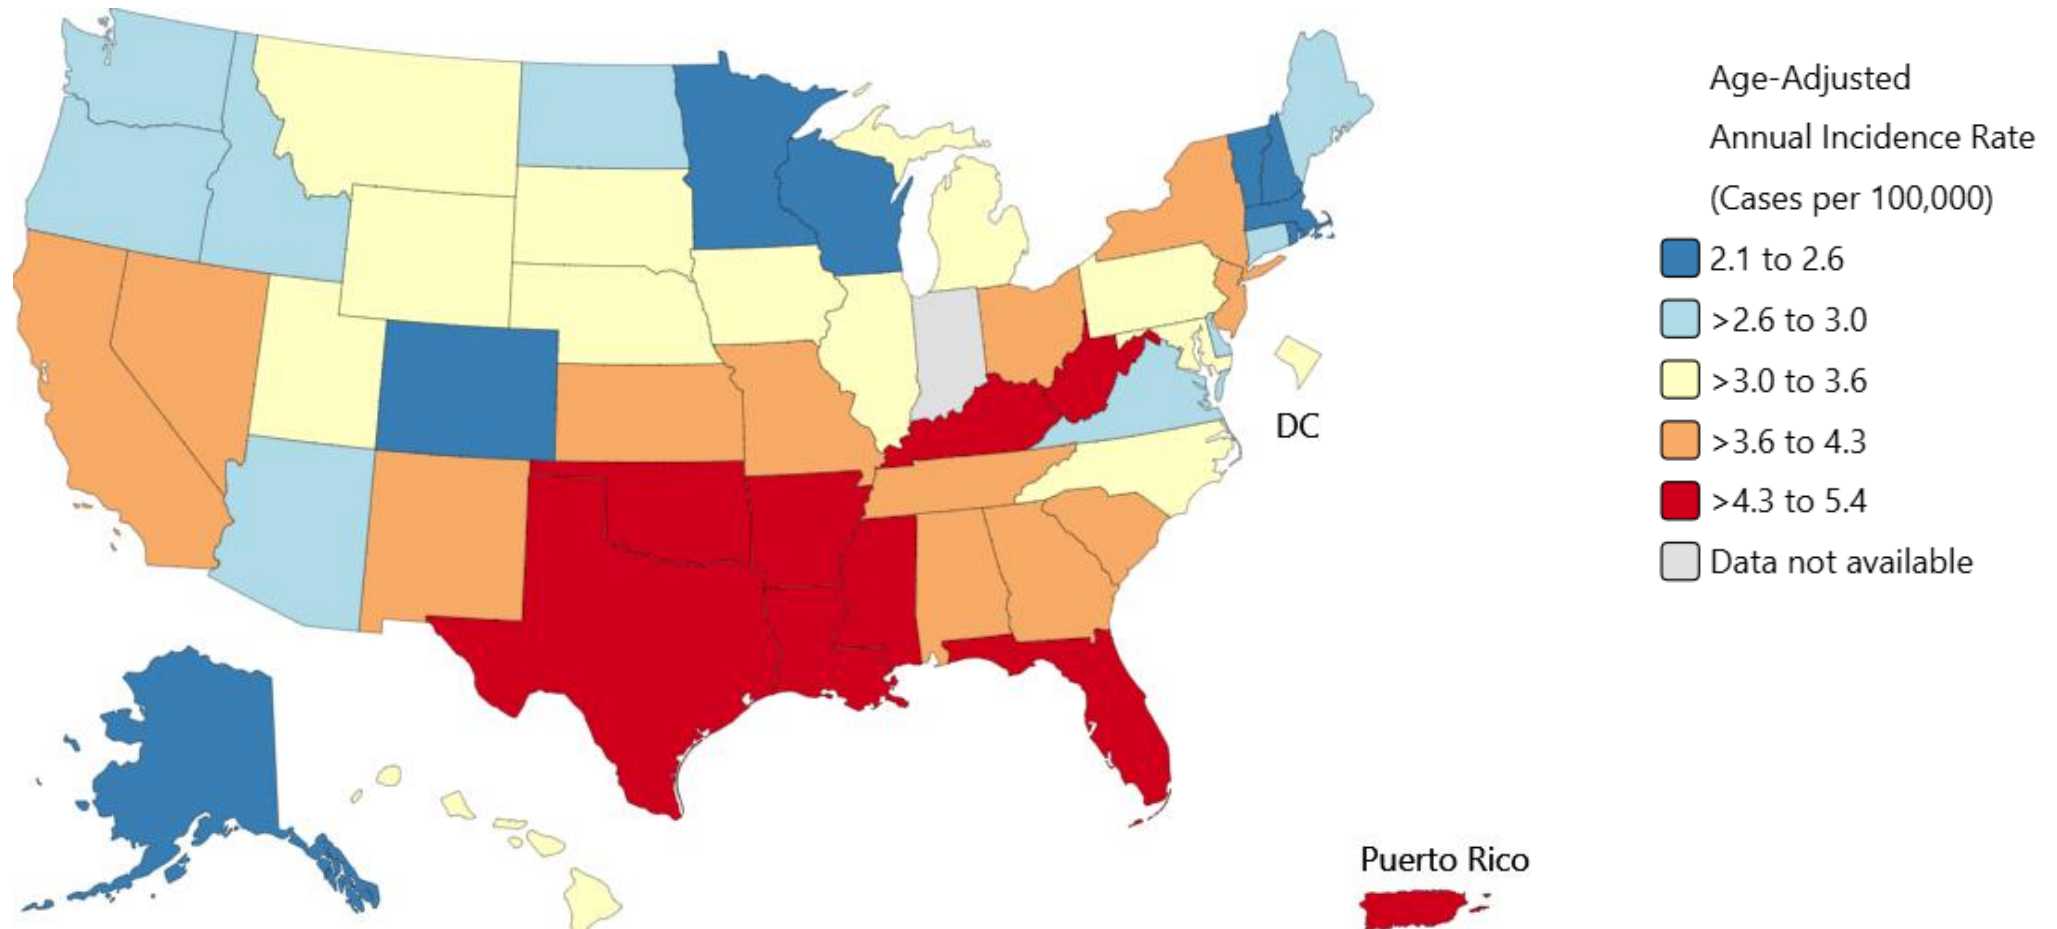 Age-Adjusted
Annual Incidence Rate
(Cases per 100,000)
2.1 to 2.6
>2.6 to 3.0
>3.0 to 3.6
>3.6 to 4.3
>4.3 to 5.4
Data not available
DC
Puerto Rico